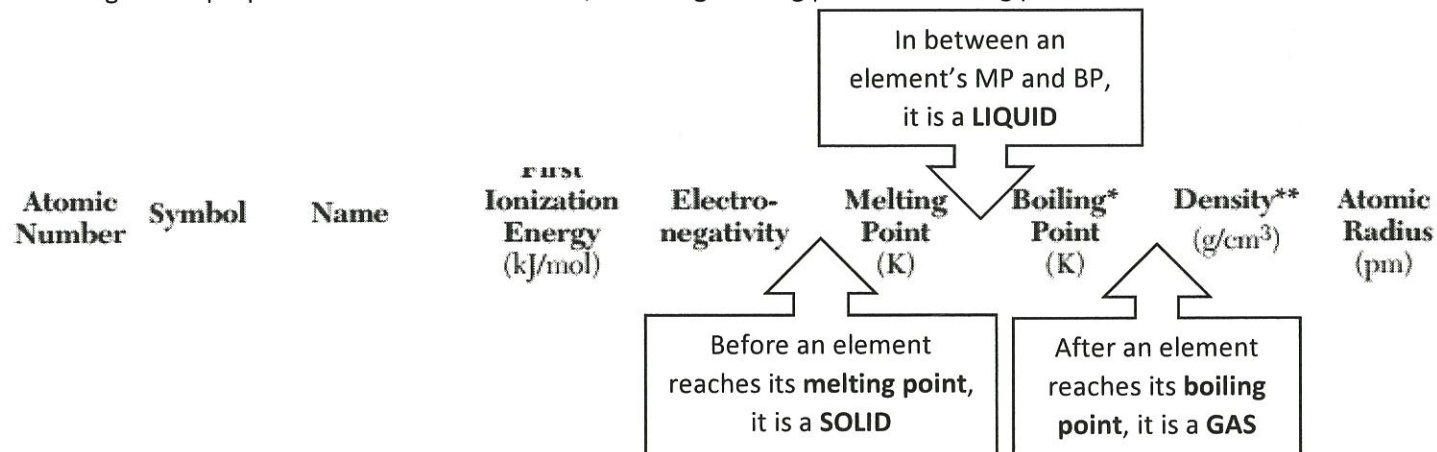 In between an
element's MP and BP,
it is a LIQUID
Atomic
Number
Symbol
Name
First
Ionization
Energy
(kJ/mol)
Electro-
negativity
Melting
Point
(K)
Boiling*
Point
(K)
Density**
(g/cm³)
Atomic
Radius
(pm)
Before an element
reaches its melting point,
it is a SOLID
After an element
reaches its boiling
point, it is a GAS